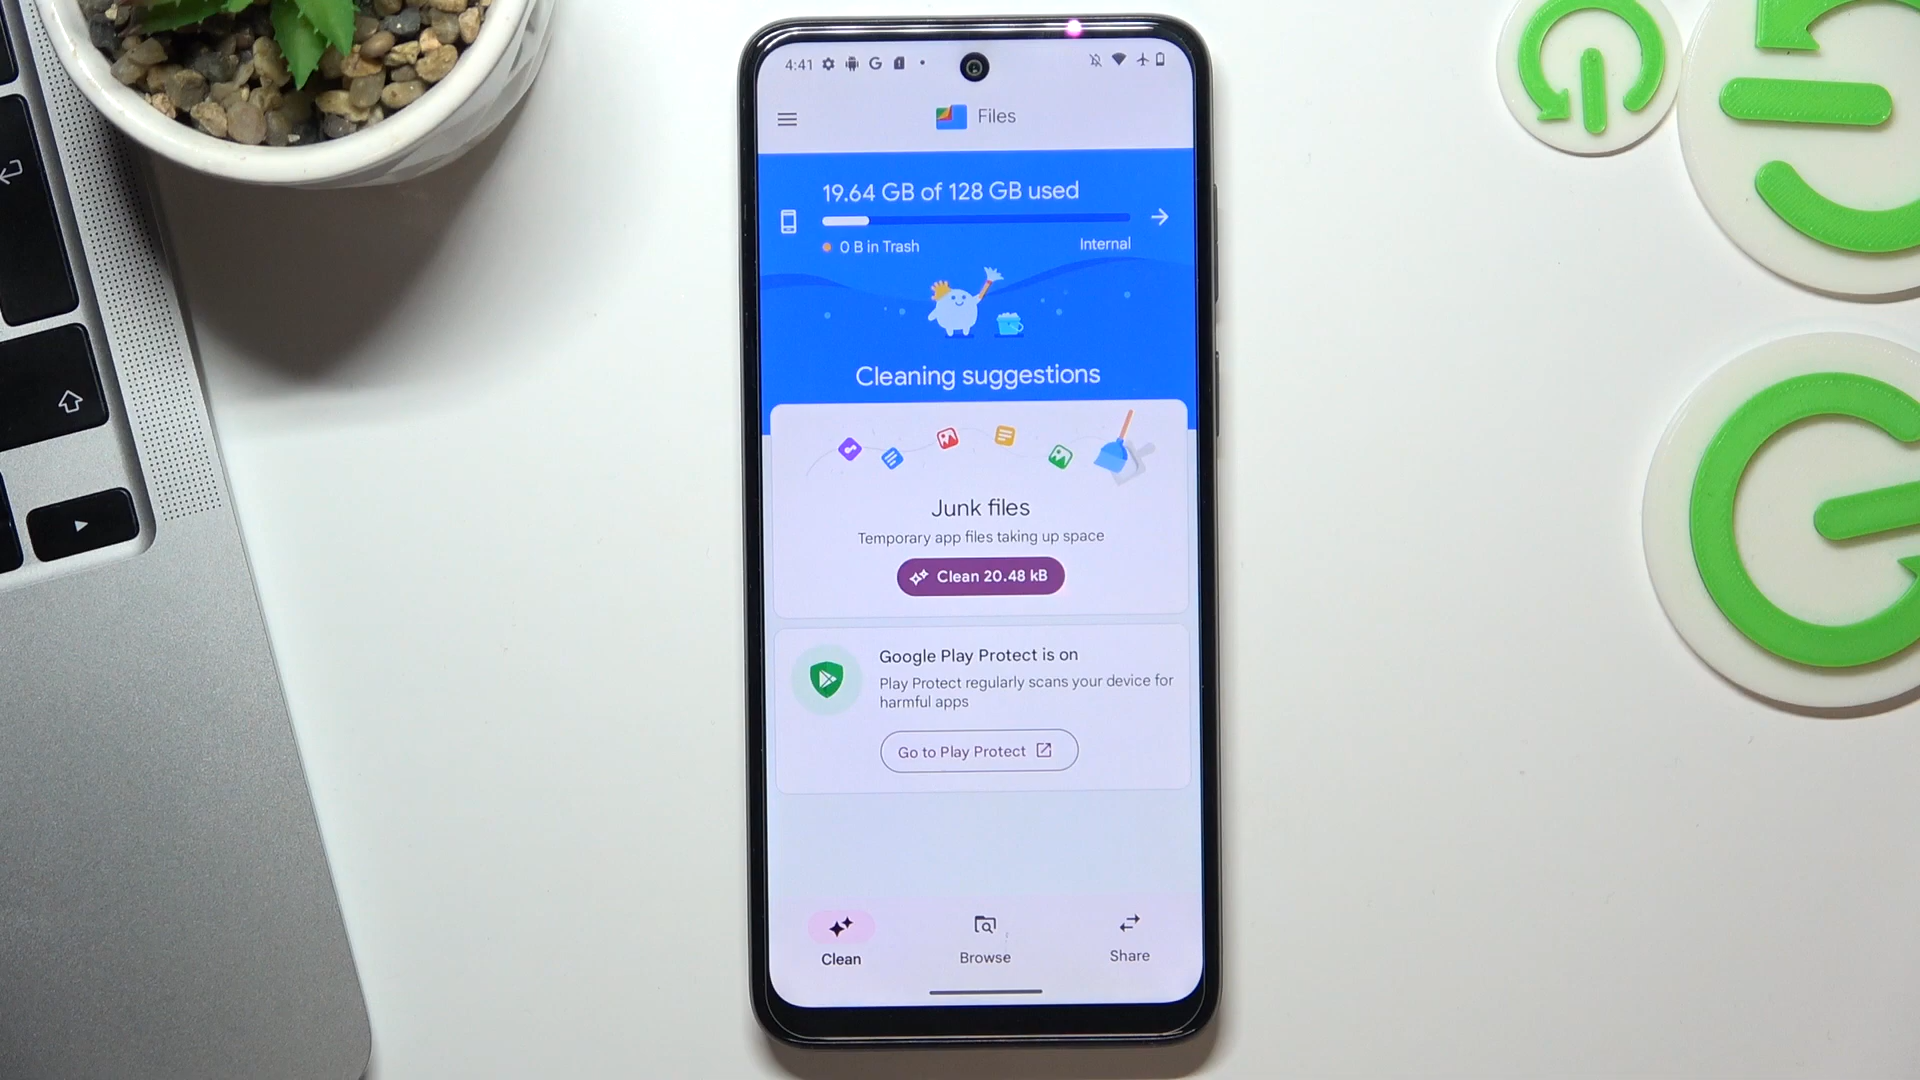 4:41
Files
19.64 GB of 128 GB used
0 B in Trash
Internal
Cleaning suggestions
Junk files
Temporary app files taking up space
Clean 20.48 kB
Google Play Protect is on
Play Protect regularly scans your device for
harmful apps
Go to Play Protect
Clean
Browse
Share